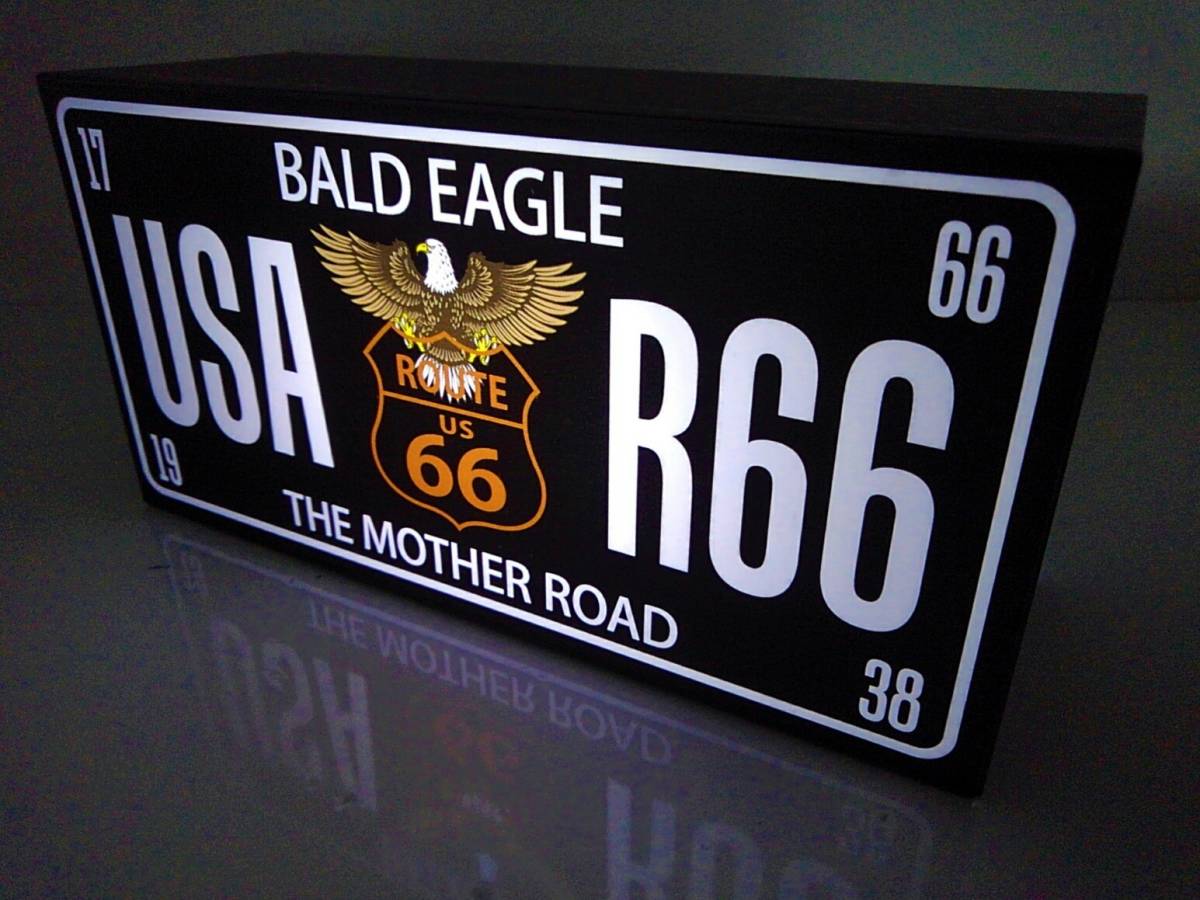 17
BALD EAGLE
66
USA
R66
ROUTE
US
66
19
THE MOTHER ROAD
38